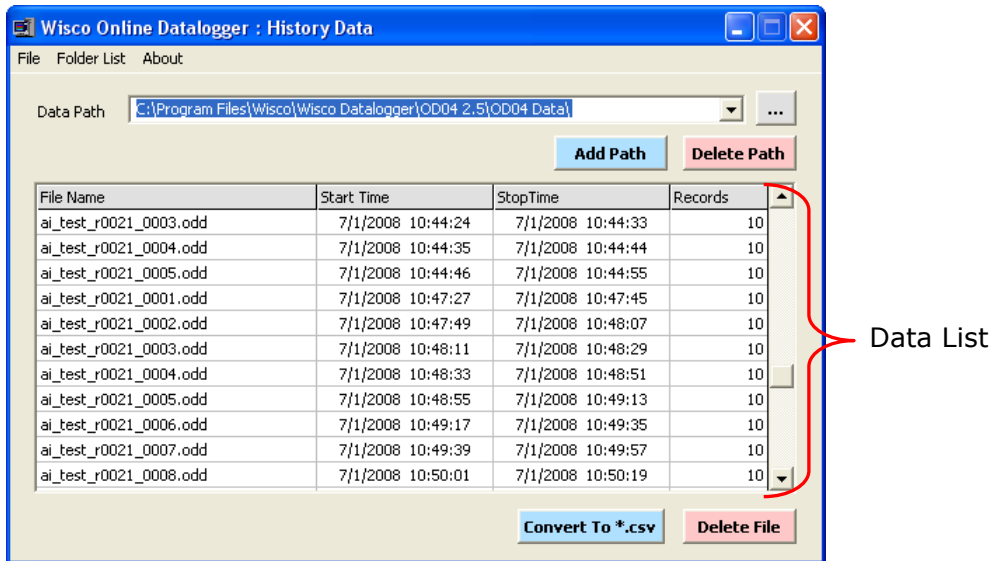 Wisco Online Datalogger : History Data
File Folder List About
Data Path C:\Program Files\Wisco\Wisco Datalogger\OD04 2.5\OD04 Data\ ...
Add Path Delete Path
File Name Start Time StopTime Records
ai_test_r0021_0003.odd 7/1/2008 10:44:24 7/1/2008 10:44:33 10
ai_test_r0021_0004.odd 7/1/2008 10:44:35 7/1/2008 10:44:44 10
ai_test_r0021_0005.odd 7/1/2008 10:44:46 7/1/2008 10:44:55 10
ai_test_r0021_0001.odd 7/1/2008 10:47:27 7/1/2008 10:47:45 10
ai_test_r0021_0002.odd 7/1/2008 10:47:49 7/1/2008 10:48:07 10
ai_test_r0021_0003.odd 7/1/2008 10:48:11 7/1/2008 10:48:29 10
ai_test_r0021_0004.odd 7/1/2008 10:48:33 7/1/2008 10:48:51 10
ai_test_r0021_0005.odd 7/1/2008 10:48:55 7/1/2008 10:49:13 10
ai_test_r0021_0006.odd 7/1/2008 10:49:17 7/1/2008 10:49:35 10
ai_test_r0021_0007.odd 7/1/2008 10:49:39 7/1/2008 10:49:57 10
ai_test_r0021_0008.odd 7/1/2008 10:50:01 7/1/2008 10:50:19 10
Data List
Convert To *.csv Delete File